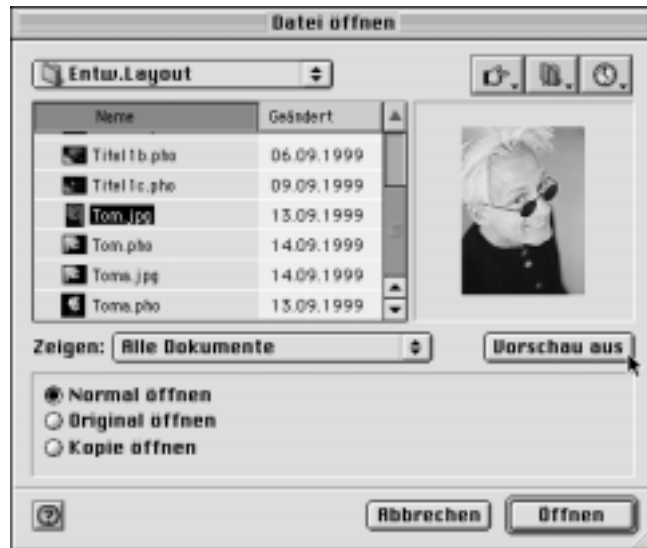 Datei öffnen
Entw.Layout
Name Geändert
Titel1b.pho 06.09.1999
Titel1c.pho 09.09.1999
Tom.jpg 13.09.1999
Tom.pho 14.09.1999
Toma.jpg 14.09.1999
Toma.pho 13.09.1999
Zeigen: Alle Dokumente Vorschau aus
Normal öffnen
Original öffnen
Kopie öffnen
Abbrechen Öffnen